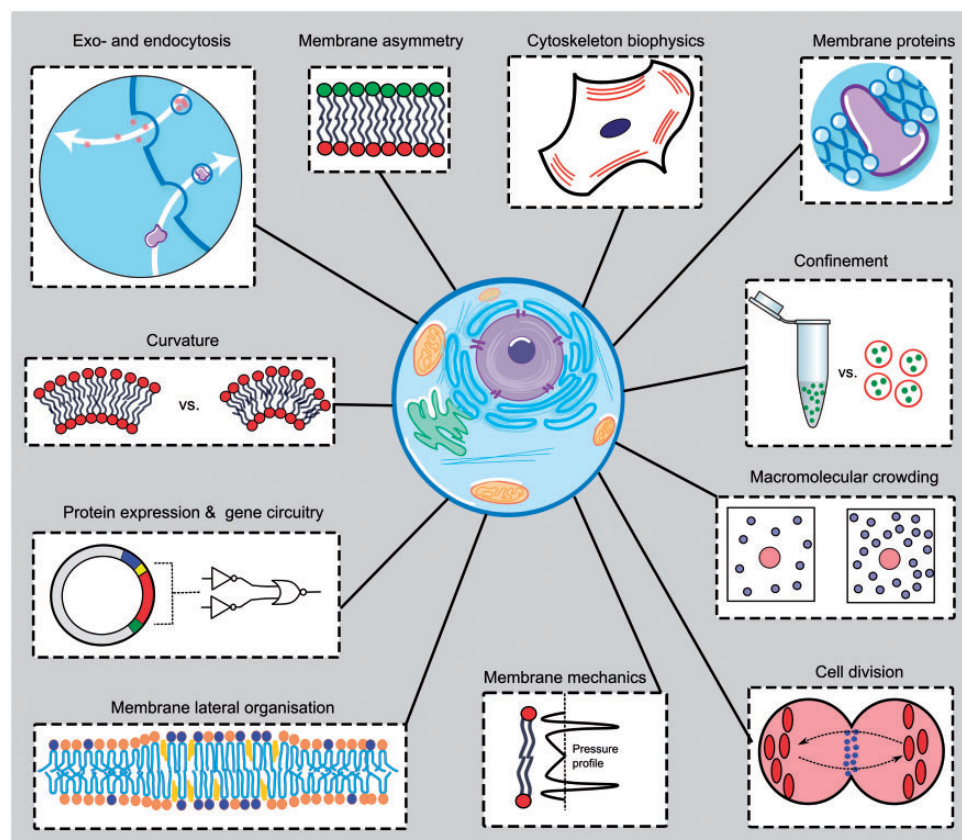 Exo- and endocytosis
Membrane asymmetry
Cytoskeleton biophysics
Membrane proteins
Confinement
vs.
Curvature
vs.
Macromolecular crowding
Protein expression & gene circuitry
Membrane lateral organisation
Membrane mechanics
Pressure
profile
Cell division